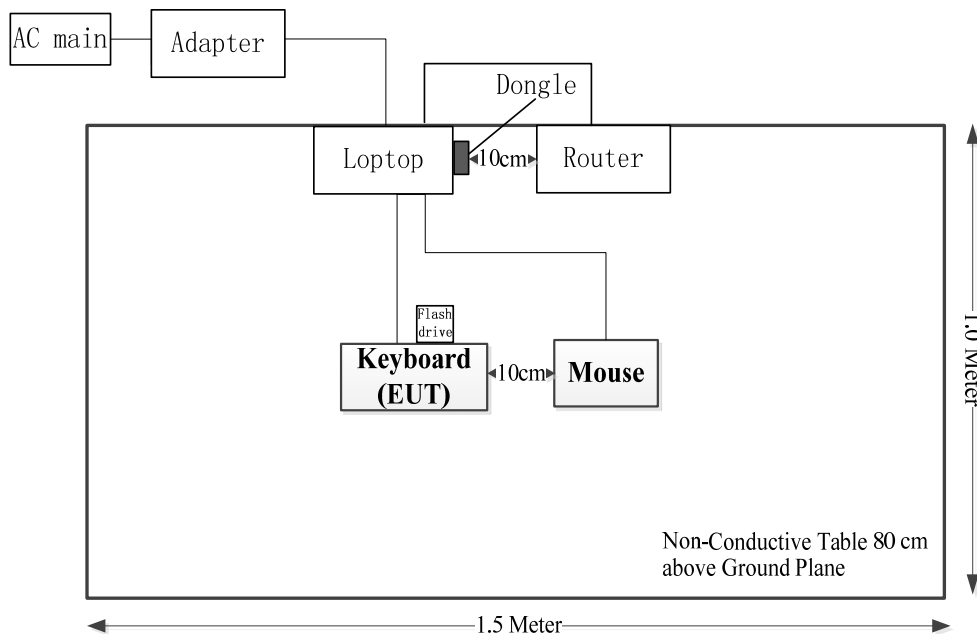 AC main
Adapter
Dongle
Loptop
10cm
Router
Flash
drive
Keyboard
(EUT)
10cm
Mouse
1.0 Meter
Non-Conductive Table 80 cm
above Ground Plane
1.5 Meter